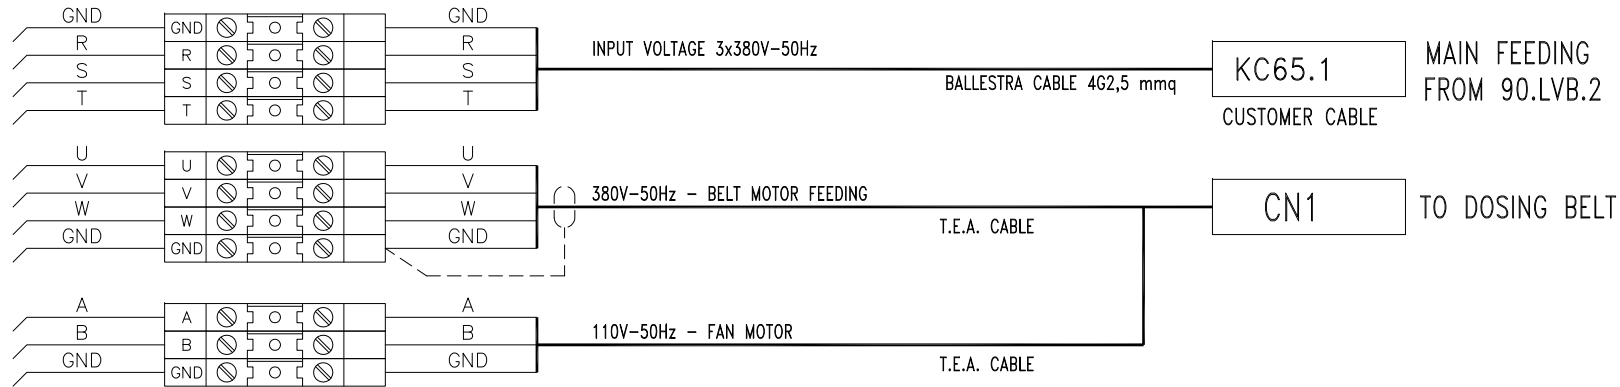 GND GND GND
R R R
S S S
T T T
INPUT VOLTAGE 3x380V-50Hz
BALLESTRA CABLE 4G2,5 mmq
KC65.1
CUSTOMER CABLE
MAIN FEEDING
FROM 90.LVB.2
U U U
V V V
W W W
GND GND GND
380V-50Hz - BELT MOTOR FEEDING
T.E.A. CABLE
CN1
TO DOSING BELT
A A A
B B B
GND GND GND
110V-50Hz - FAN MOTOR
T.E.A. CABLE